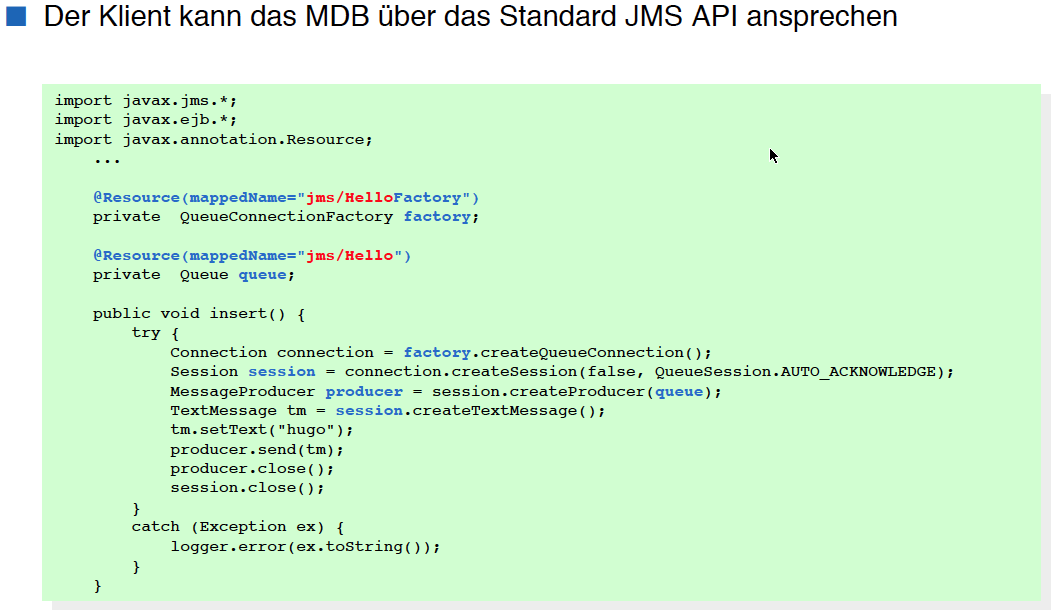 Der Klient kann das MDB über das Standard JMS API ansprechen
import javax.jms.*;
import javax.ejb.*;
import javax.annotation.Resource;
...
@Resource(mappedName="jms/HelloFactory")
private  QueueConnectionFactory factory;
@Resource(mappedName="jms/Hello")
private  Queue queue;
public void insert() {
try {
Connection connection = factory.createQueueConnection();
Session session = connection.createSession(false, QueueSession.AUTO_ACKNOWLEDGE);
MessageProducer producer = session.createProducer(queue);
TextMessage tm = session.createTextMessage();
tm.setText("hugo");
producer.send(tm);
producer.close();
session.close();
}
catch (Exception ex) {
logger.error(ex.toString());
}
}